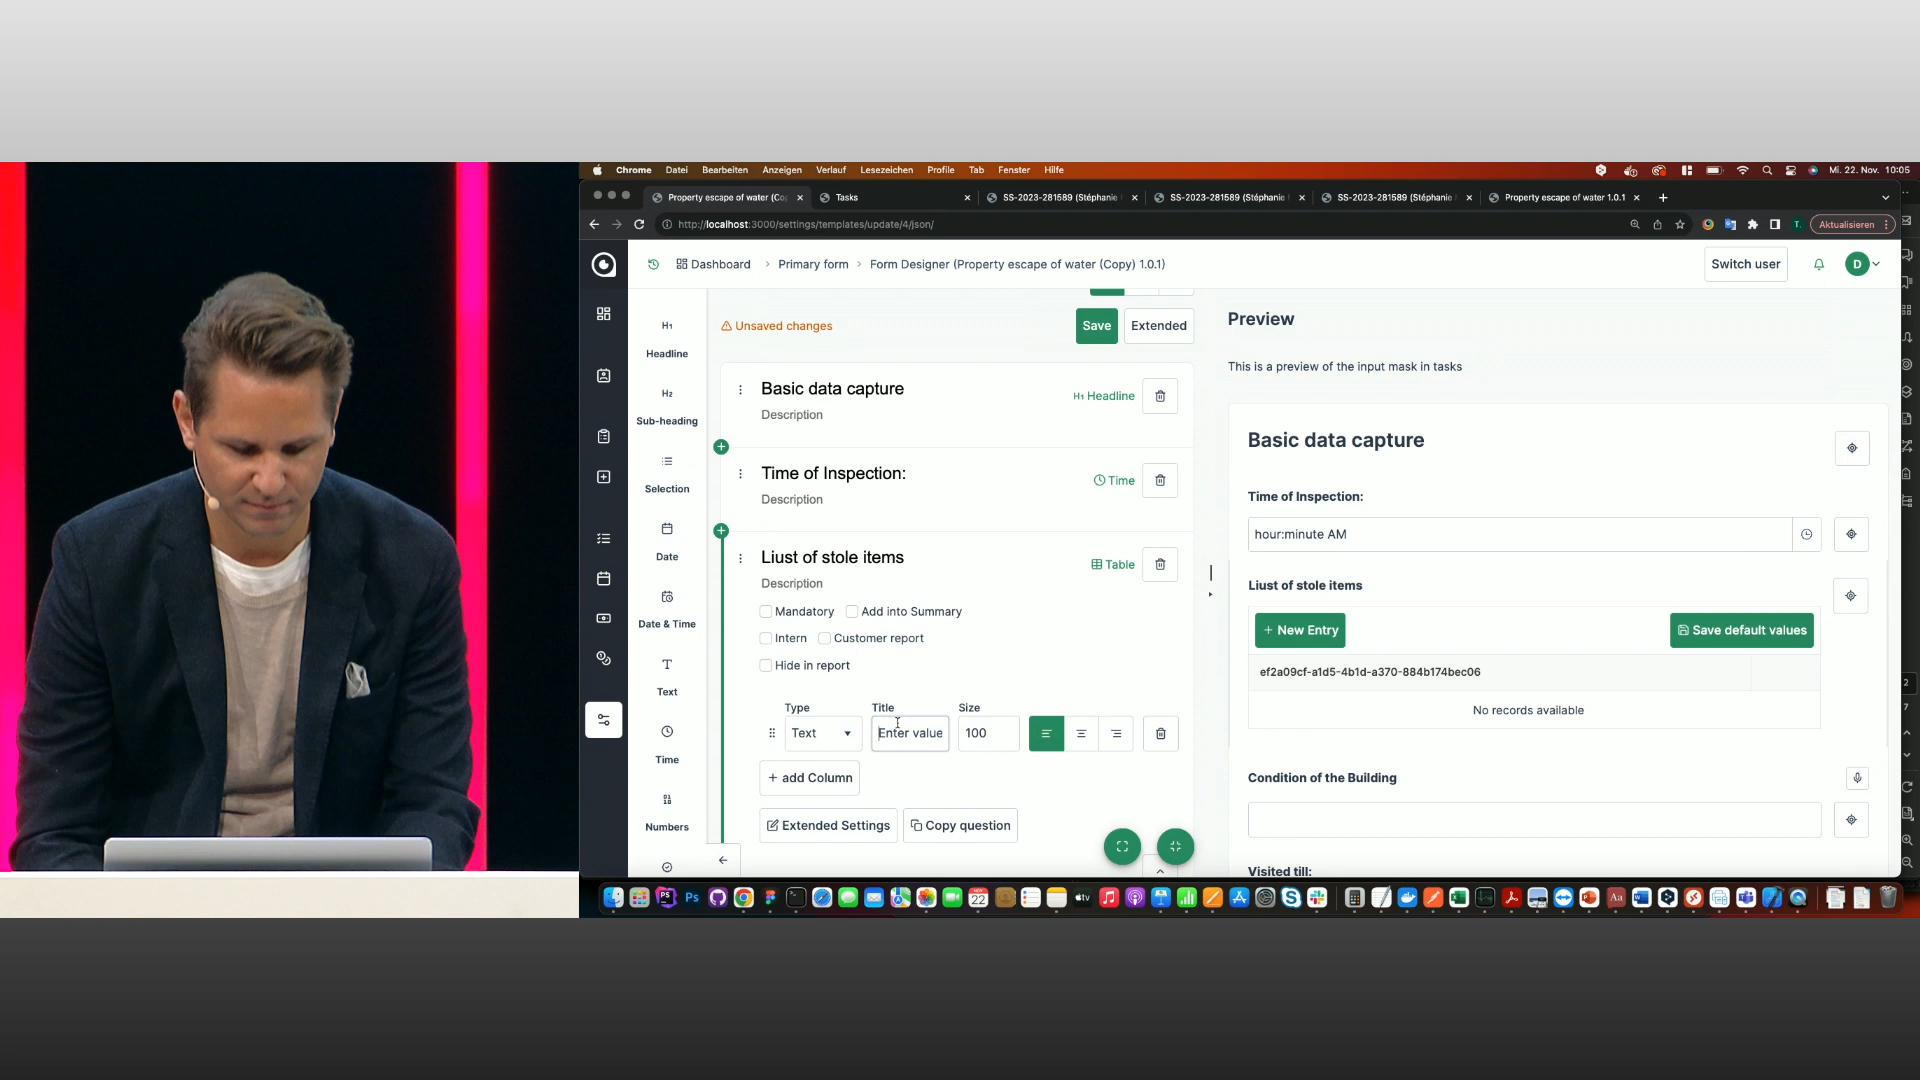 Chrome Datei Bearbeiten Anzeigen Verlauf Lesezeichen Profile Tab Fenster Hilfe
Mi. 22. Nov. 10:05
Property escape of water (Co
Tasks
SS-2023-281589 (Stéphanie
SS-2023-281589 (Stéphanie
SS-2023-281589 (Stéphanie
Property escape of water 1.0.1
http://localhost:3000/settings/templates/update/4/json/
T.
Aktualisieren
Dashboard > Primary form > Form Designer (Property escape of water (Copy) 1.0.1)
Switch user
D
H1
Headline
H2
Sub-heading
Selection
Date
Date & Time
T
Text
Time
Numbers
Unsaved changes
Save
Extended
Basic data capture
Description
H1 Headline
Time of Inspection:
Description
Time
Liust of stole items
Description
Table
Mandatory
Add into Summary
Intern
Customer report
Hide in report
Type Title Size
Text
Enter value
100
+ add Column
Extended Settings
Copy question
Preview
This is a preview of the input mask in tasks
Basic data capture
Time of Inspection:
hour:minute AM
Liust of stole items
+ New Entry
Save default values
ef2a09cf-a1d5-4b1d-a370-884b174bec06
No records available
Condition of the Building
Visited till:
2
7
Ps
tv
22
Aa